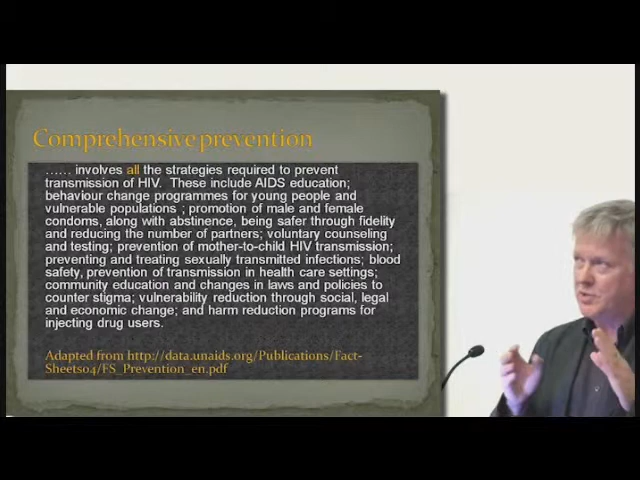 Comprehensive prevention
…… involves all the strategies required to prevent
transmission of HIV.  These include AIDS education;
behaviour change programmes for young people and
vulnerable populations ; promotion of male and female
condoms, along with abstinence, being safer through fidelity
and reducing the number of partners; voluntary counseling
and testing; prevention of mother-to-child HIV transmission;
preventing and treating sexually transmitted infections; blood
safety, prevention of transmission in health care settings;
community education and changes in laws and policies to
counter stigma; vulnerability reduction through social, legal
and economic change; and harm reduction programs for
injecting drug users.
Adapted from http://data.unaids.org/Publications/Fact-
Sheets04/FS_Prevention_en.pdf